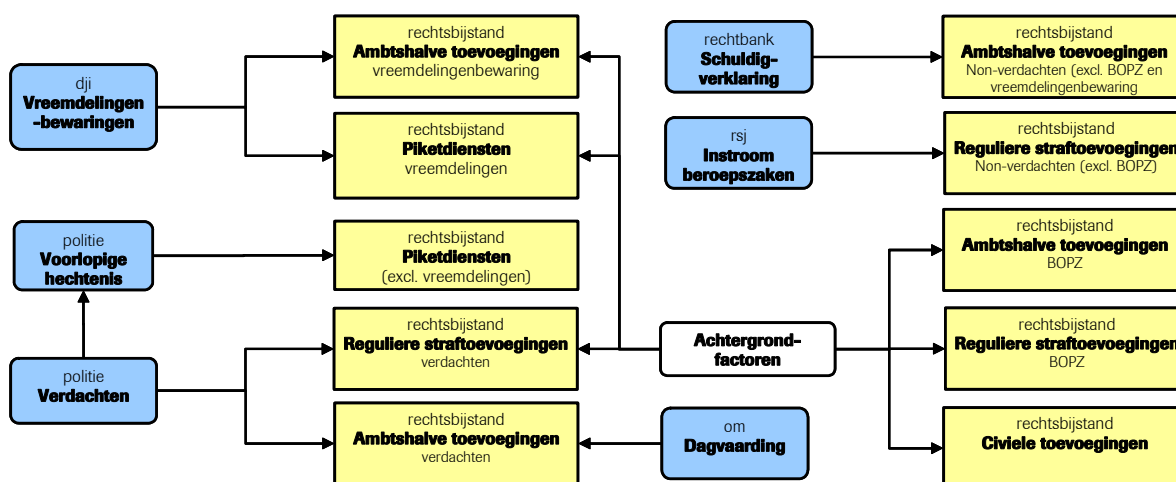 dji
Vreemdelingen
-bewaringen
politie
Voorlopige
hechtenis
politie
Verdachten
rechtsbijstand
Ambtshalve toevoegingen
vreemdelingenbewaring
rechtsbijstand
Piketdiensten
vreemdelingen
rechtsbijstand
Piketdiensten
(excl. vreemdelingen)
rechtsbijstand
Reguliere straftoevoegingen
verdachten
rechtsbijstand
Ambtshalve toevoegingen
verdachten
rechtbank
Schuldig-
verklaring
rsj
Instroom
beroepszaken
Achtergrond-
factoren
om
Dagvaarding
rechtsbijstand
Ambtshalve toevoegingen
Non-verdachten (excl. BOPZ en
vreemdelingenbewaring
rechtsbijstand
Reguliere straftoevoegingen
Non-verdachten (excl. BOPZ)
rechtsbijstand
Ambtshalve toevoegingen
BOPZ
rechtsbijstand
Reguliere straftoevoegingen
BOPZ
rechtsbijstand
Civiele toevoegingen